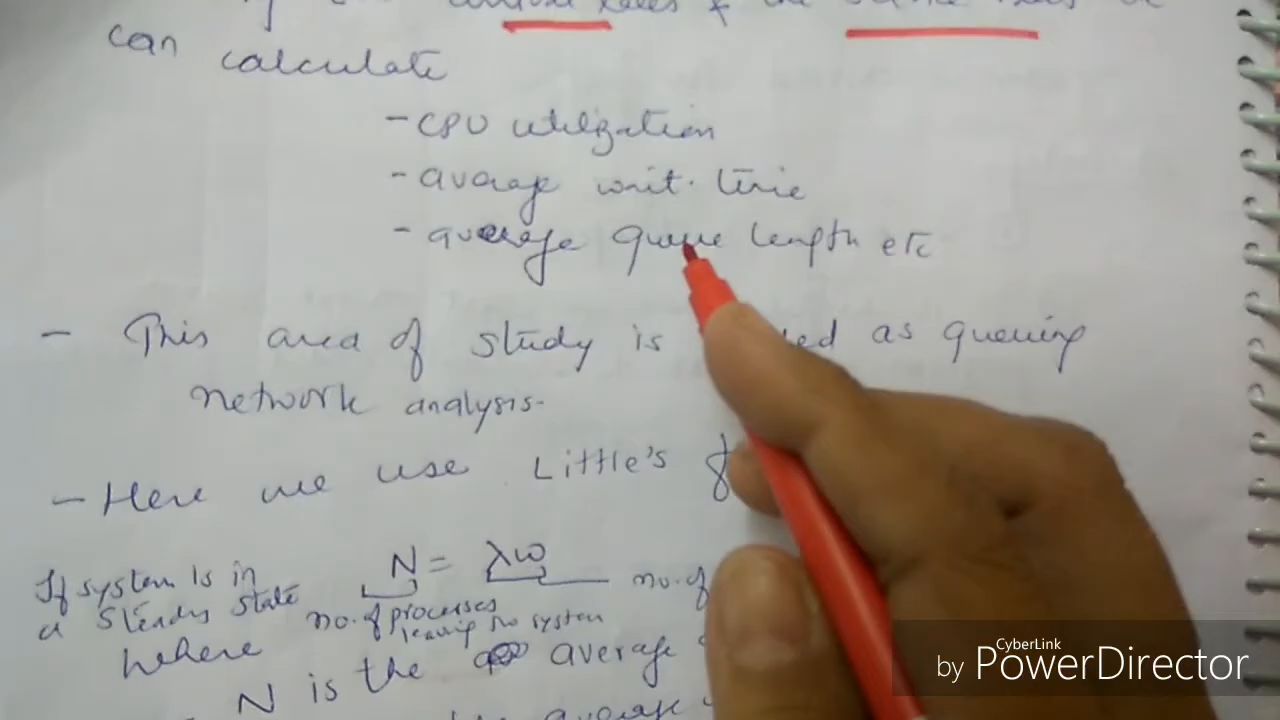 can calculate
- CPU utilization
- average wait. time
- average queue length etc
- This area of study is as queuing
network analysis.
- Here we use Little's
If system is in
a steady state
N = λω
no. of
no. of processes
leaving the system
where
N is the average
average
CyberLink
by PowerDirector